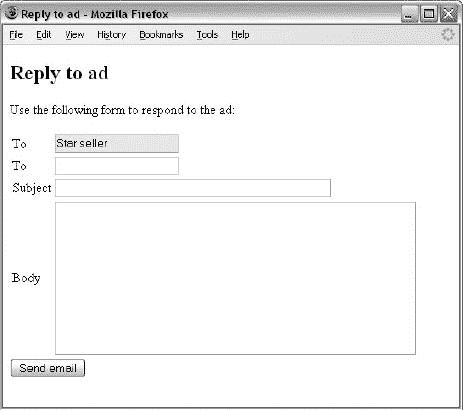 Reply to ad - Mozilla Firefox
File Edit View History Bookmarks Tools Help
Reply to ad
Use the following form to respond to the ad:
To Star seller
To
Subject
Body
Send email